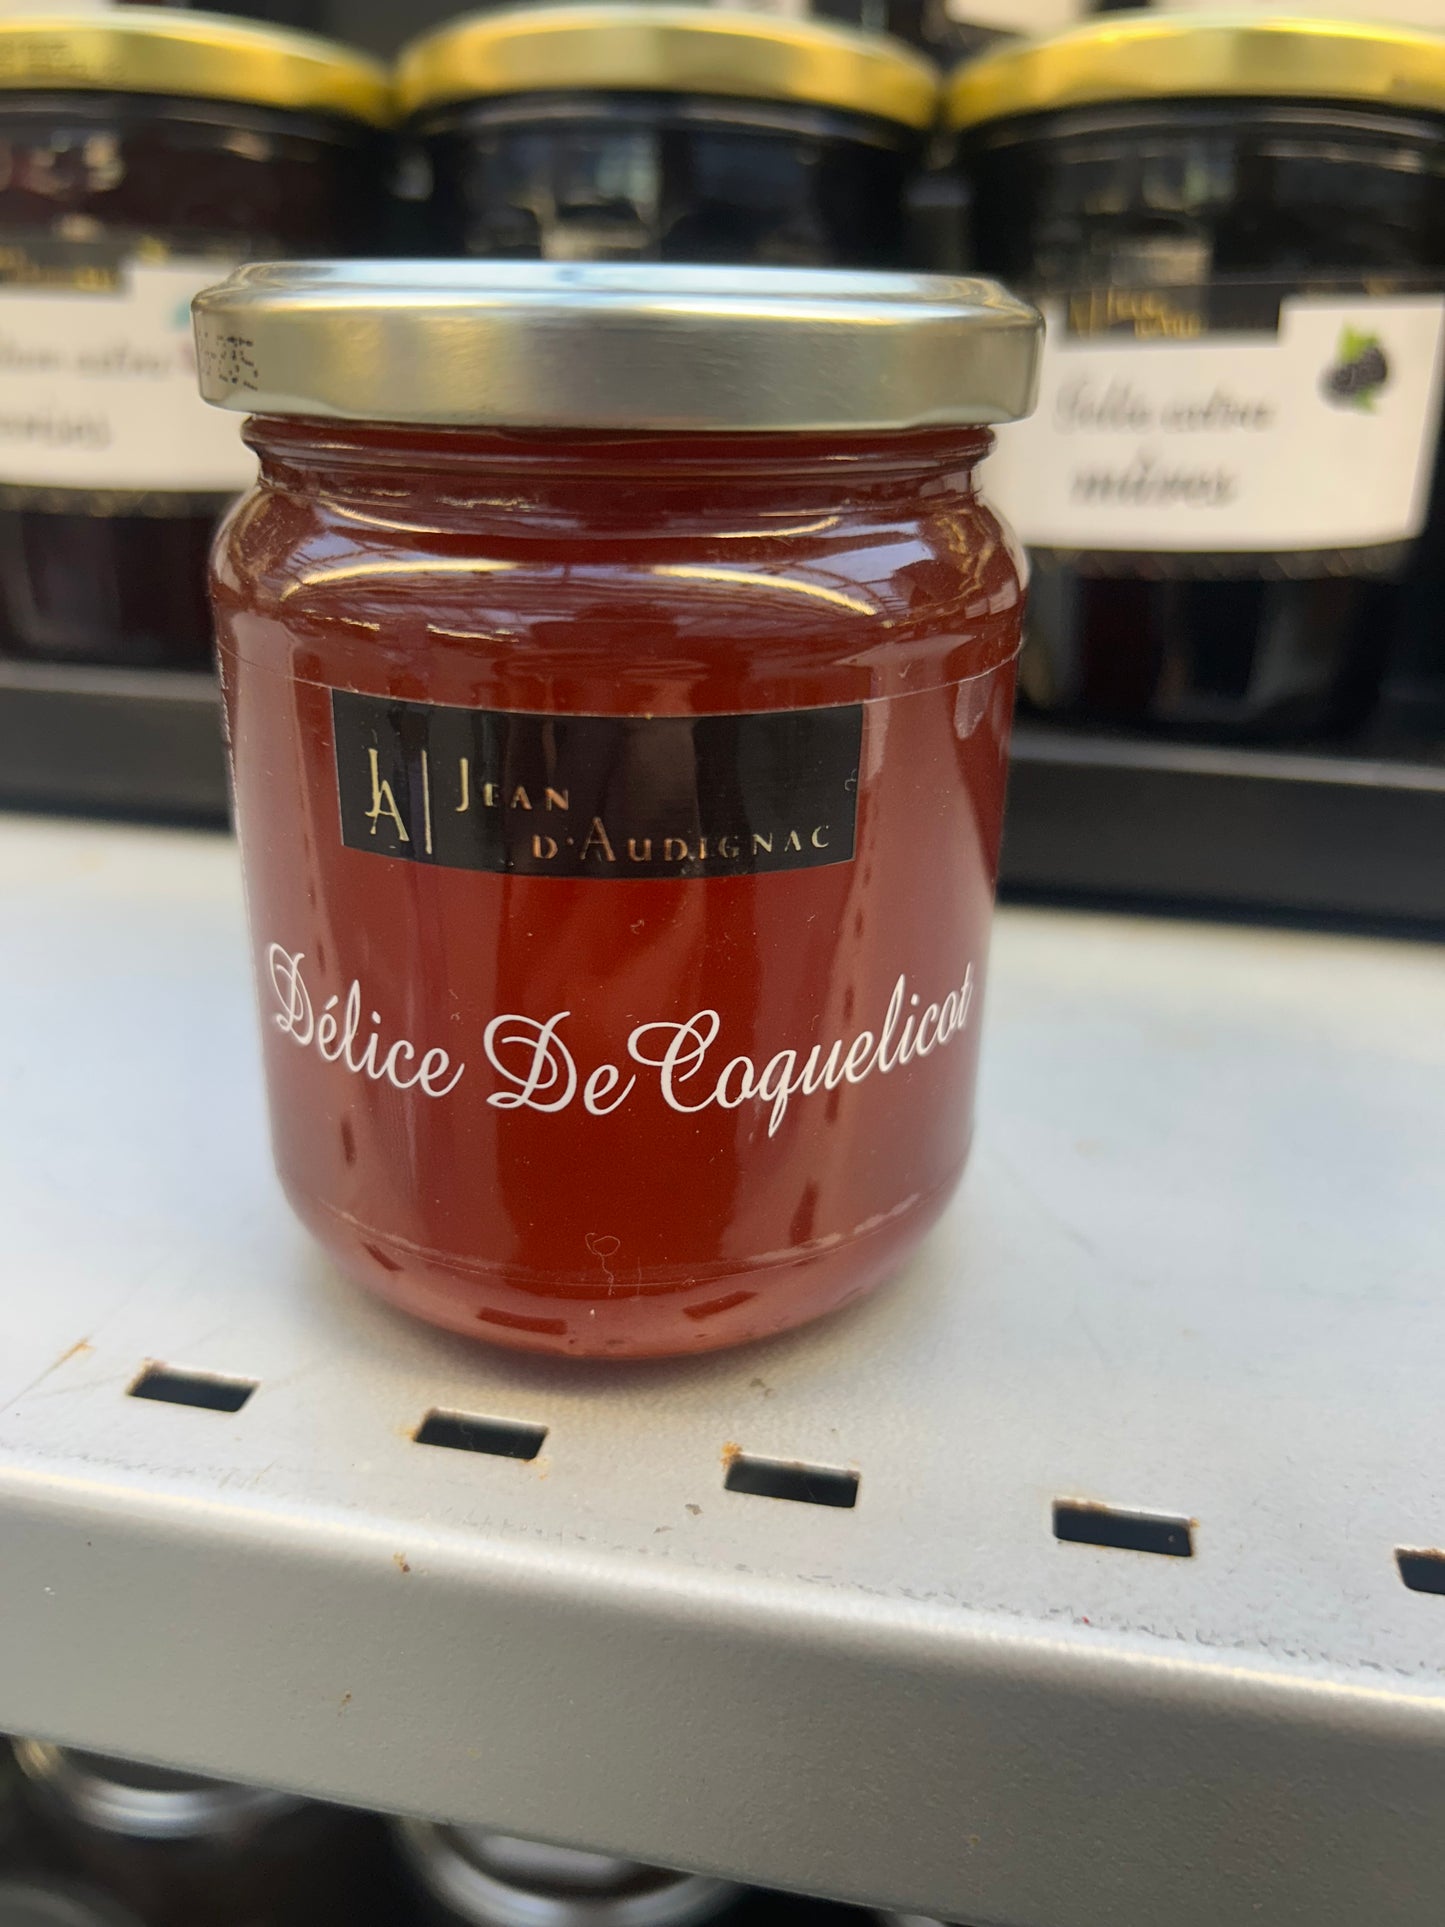 JA | JEAN
D'AUDIGNAC
Délice De Coquelicot
Gelée extra
mûres